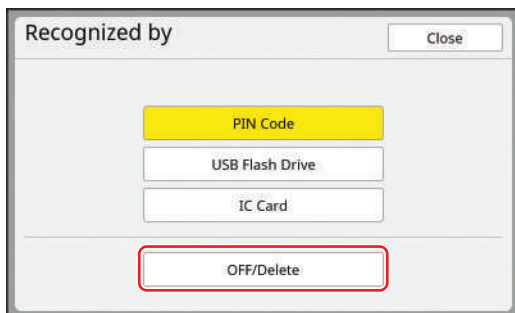 Recognized by
Close
PIN Code
USB Flash Drive
IC Card
OFF/Delete